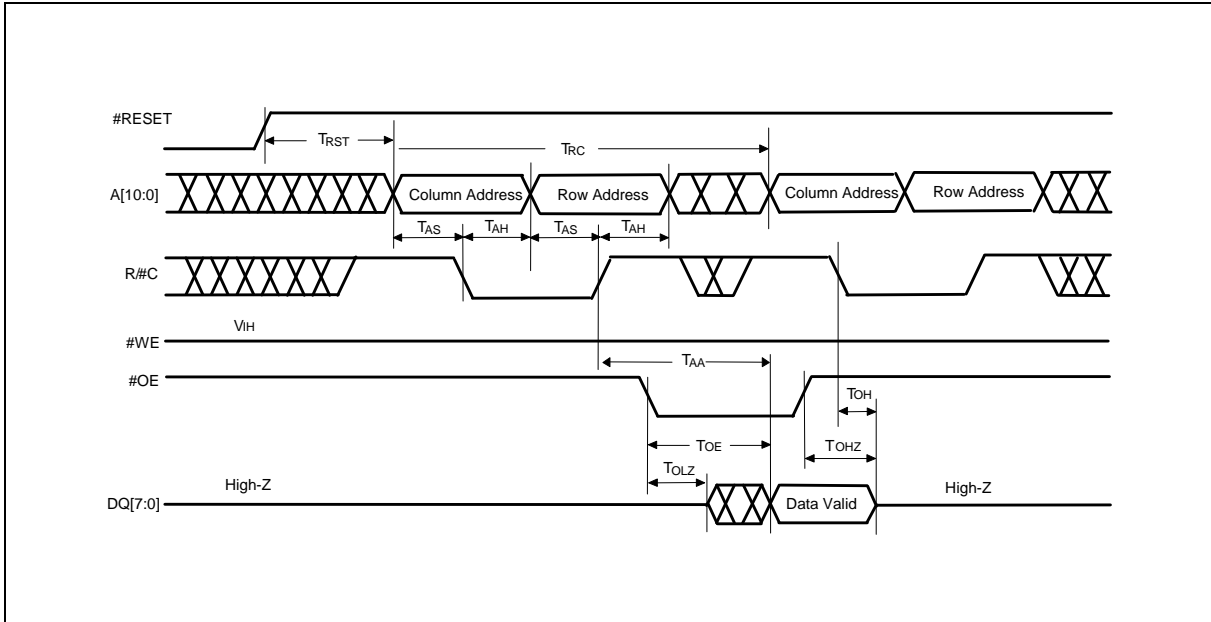 #RESET
TRST
TRC
A[10:0]
Column Address
Row Address
Column Address
Row Address
TAS
TAH
TAS
TAH
R/#C
VIH
#WE
TAA
#OE
TOH
TOE
TOHZ
TOLZ
High-Z
High-Z
DQ[7:0]
Data Valid